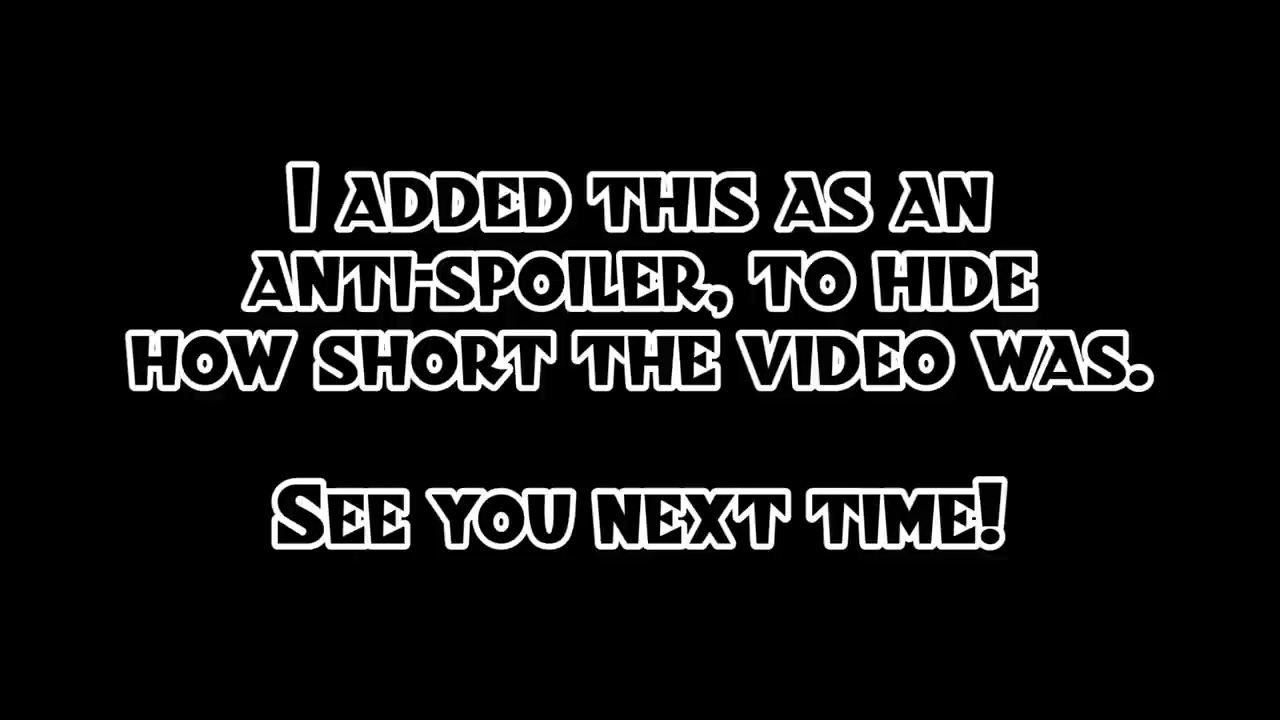 I added this as an
anti-spoiler, to hide
how short the video was.
See you next time!